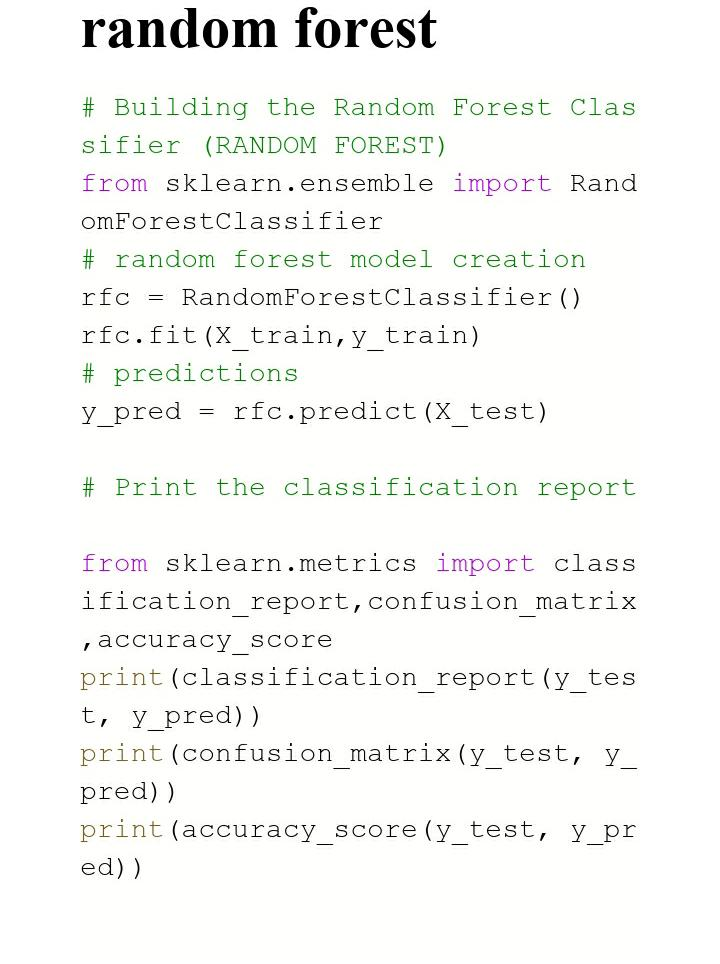 random forest
# Building the Random Forest Clas
sifier (RANDOM FOREST)
from sklearn.ensemble import Rand
omForestClassifier
# random forest model creation
rfc = RandomForestClassifier()
rfc.fit(X_train,y_train)
# predictions
y_pred = rfc.predict(X_test)
# Print the classification report
from sklearn.metrics import class
ification_report,confusion_matrix
,accuracy_score
print(classification_report(y_tes
t, y_pred))
print(confusion_matrix(y_test, y_
pred))
print(accuracy_score(y_test, y_pr
ed))